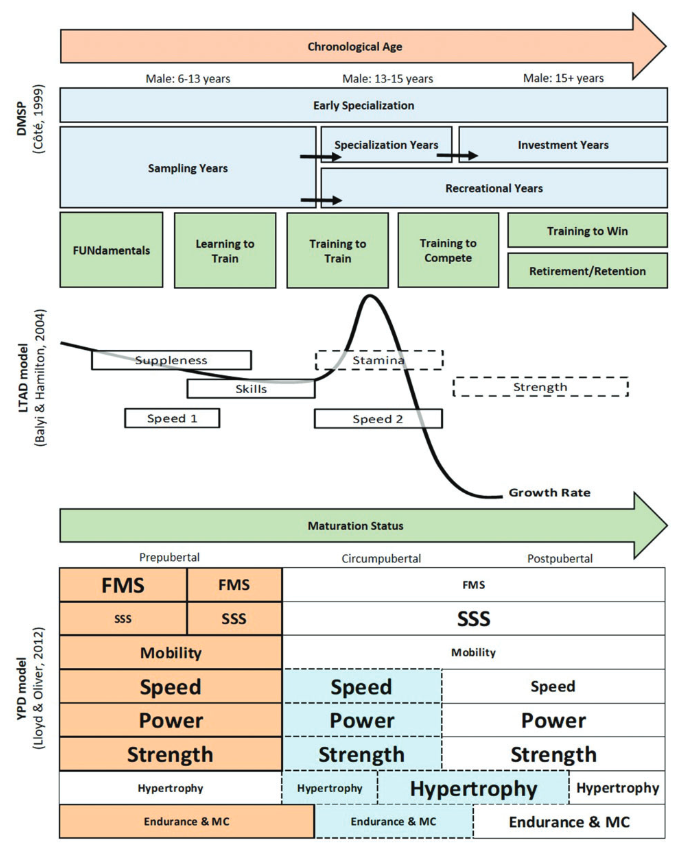 Chronological Age
Male: 6-13 years
Male: 13-15 years
Male: 15+ years
DMSP
(Côté, 1999)
Early Specialization
Sampling Years
Specialization Years
Investment Years
Recreational Years
FUNdamentals
Learning to
Train
Training to
Train
Training to
Compete
Training to Win
Retirement/Retention
LTAD model
(Balyi & Hamilton, 2004)
Suppleness
Stamina
Skills
Strength
Speed 1
Speed 2
Growth Rate
Maturation Status
Prepubertal
Circumpubertal
Postpubertal
YPD model
(Lloyd & Oliver, 2012)
FMS
FMS
FMS
SSS
SSS
SSS
Mobility
Mobility
Speed
Speed
Speed
Power
Power
Power
Strength
Strength
Strength
Hypertrophy
Hypertrophy
Hypertrophy
Hypertrophy
Endurance & MC
Endurance & MC
Endurance & MC